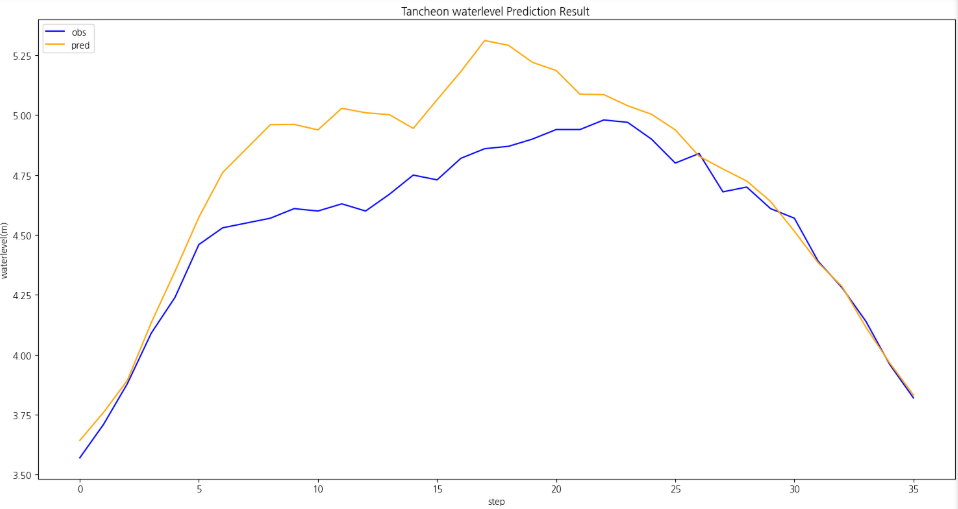 Tancheon waterlevel Prediction Result
obs
pred
5.25
5.00
4.75
4.50
4.25
4.00
3.75
3.50
waterlevel(m)
0 5 10 15 20 25 30 35
step